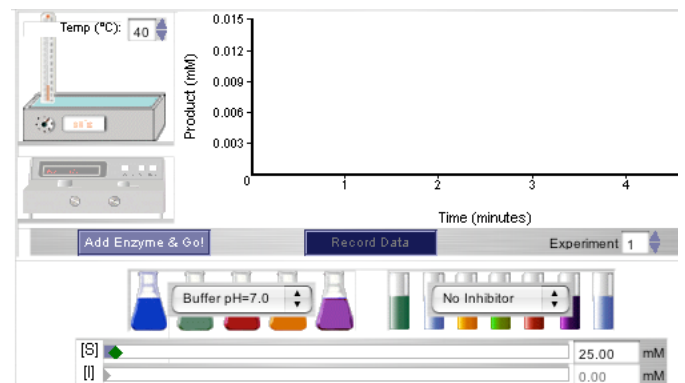 Temp (°C): 40
0.015
0.012
0.009
0.006
0.003
Product (mM)
0 1 2 3 4
Time (minutes)
Add Enzyme & Go! Record Data Experiment 1
Buffer pH=7.0 No Inhibitor
[S] 25.00 mM
[I] 0.00 mM